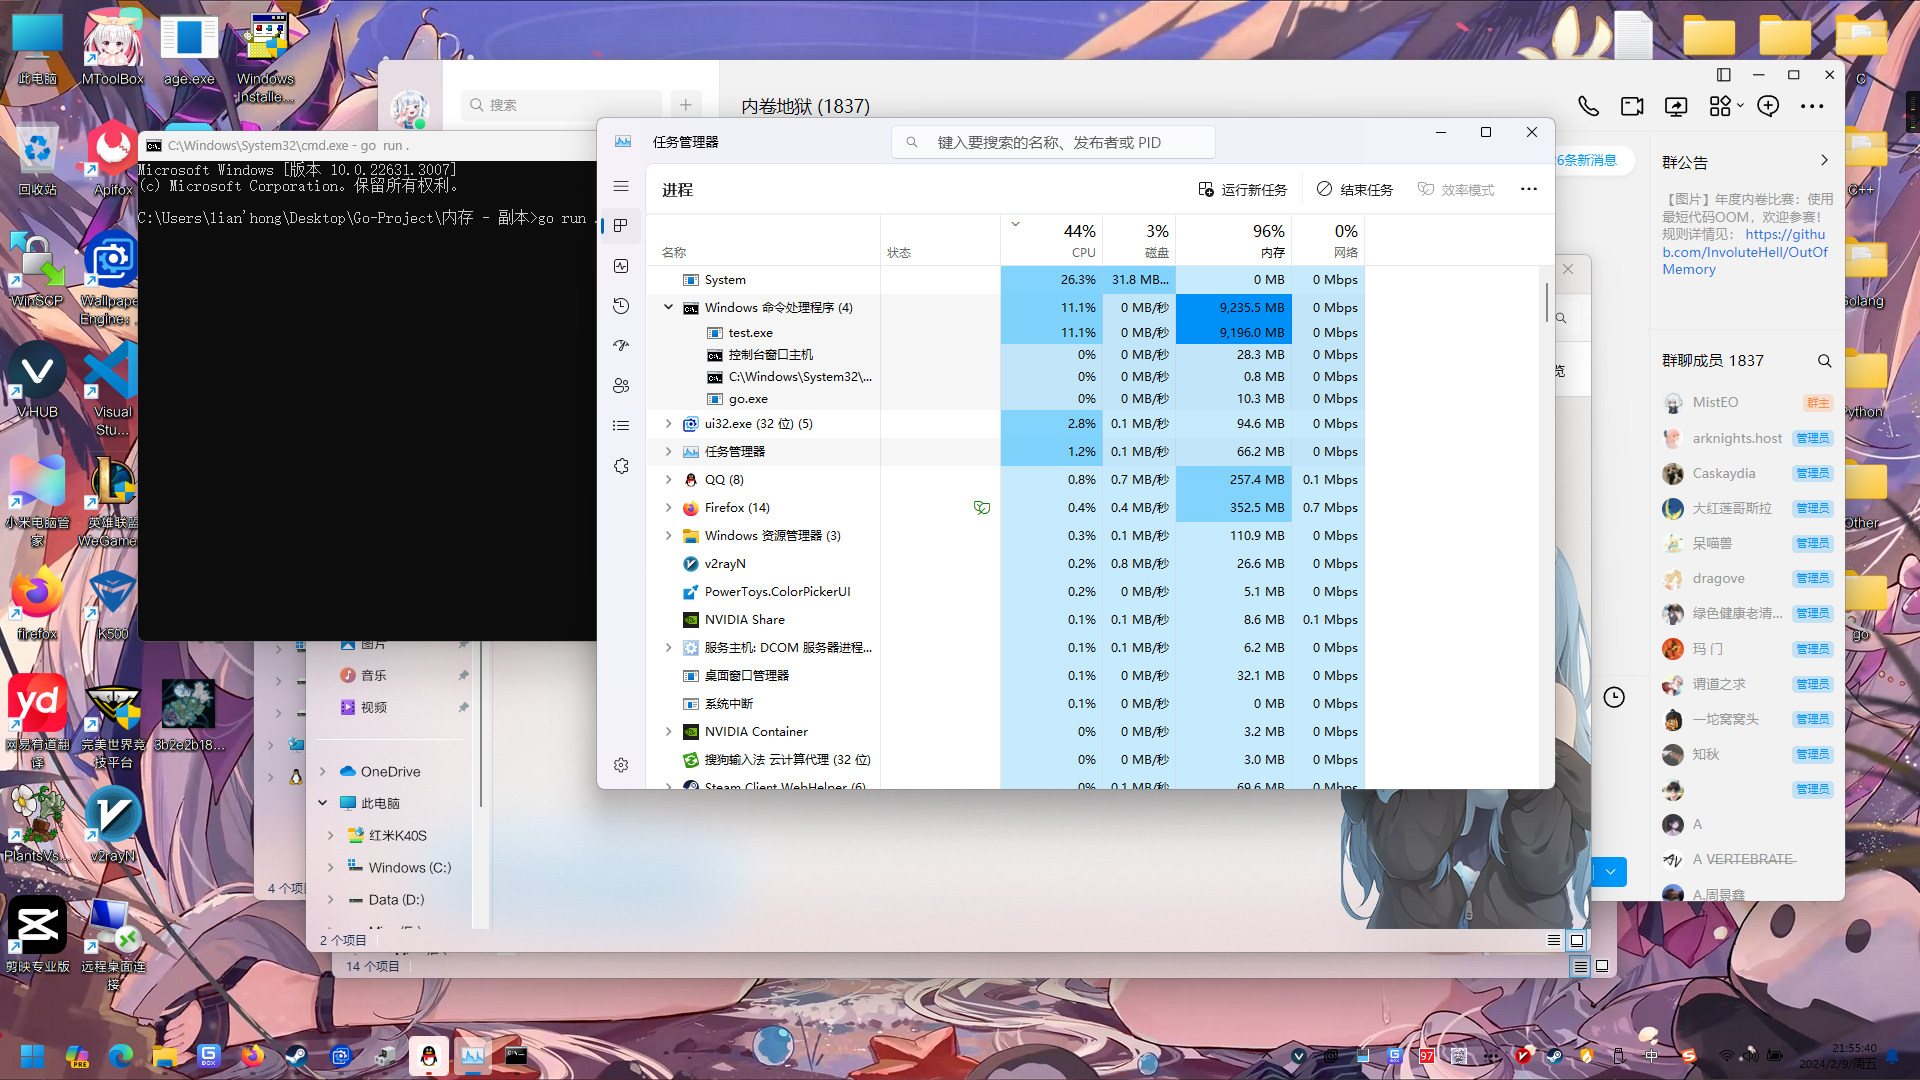 此电脑
MToolBox
age.exe
Windows
Installe...
回收站
Apifox
WinSCP
Wallpape
Engine:
ViHUB
Visual
Stu...
小米电脑管
家
英雄联盟
WeGame
firefox
K500
网易有道翻
译
完美世界竞
技平台
3b2e2b18...
PlantsVs...
v2rayN
剪映专业版
远程桌面连
接
搜索
内卷地狱 (1837)
C:\Windows\System32\cmd.exe - go run .
Microsoft Windows [版本 10.0.22631.3007]
(c) Microsoft Corporation。保留所有权利。
C:\Users\lian'hong\Desktop\Go-Project\内存 - 副本>go run .
任务管理器
键入要搜索的名称、发布者或 PID
进程
运行新任务
结束任务
效率模式
44% 3% 96% 0%
名称 状态 CPU 磁盘 内存 网络
System 26.3% 31.8 MB... 0 MB 0 Mbps
Windows 命令处理程序 (4) 11.1% 0 MB/秒 9,235.5 MB 0 Mbps
test.exe 11.1% 0 MB/秒 9,196.0 MB 0 Mbps
控制台窗口主机 0% 0 MB/秒 28.3 MB 0 Mbps
C:\Windows\System32\... 0% 0 MB/秒 0.8 MB 0 Mbps
go.exe 0% 0 MB/秒 10.3 MB 0 Mbps
ui32.exe (32 位) (5) 2.8% 0.1 MB/秒 94.6 MB 0 Mbps
任务管理器 1.2% 0.1 MB/秒 66.2 MB 0 Mbps
QQ (8) 0.8% 0.7 MB/秒 257.4 MB 0.1 Mbps
Firefox (14) 0.4% 0.4 MB/秒 352.5 MB 0.7 Mbps
Windows 资源管理器 (3) 0.3% 0.1 MB/秒 110.9 MB 0 Mbps
v2rayN 0.2% 0.8 MB/秒 26.6 MB 0 Mbps
PowerToys.ColorPickerUI 0.2% 0 MB/秒 5.1 MB 0 Mbps
NVIDIA Share 0.1% 0.1 MB/秒 8.6 MB 0.1 Mbps
服务主机: DCOM 服务器进程... 0.1% 0.1 MB/秒 6.2 MB 0 Mbps
桌面窗口管理器 0.1% 0 MB/秒 32.1 MB 0 Mbps
系统中断 0.1% 0 MB/秒 0 MB 0 Mbps
NVIDIA Container 0% 0 MB/秒 3.2 MB 0 Mbps
搜狗输入法 云计算代理 (32 位) 0% 0 MB/秒 3.0 MB 0 Mbps
Steam Client WebHelper (6) 0% 0.1 MB/秒 69.6 MB 0 Mbps
图片
音乐
视频
OneDrive
此电脑
红米K40S
Windows (C:)
Data (D:)
4 个项
2 个项目
14 个项目
6条新消息
览
群公告
【图片】年度内卷比赛：使用
最短代码OOM，欢迎参赛！
规则详情见： https://githu
b.com/InvoluteHell/OutOf
Memory
群聊成员 1837
MistEO 群主
arknights.host 管理员
Caskaydia 管理员
大红莲哥斯拉 管理员
呆喵兽 管理员
dragove 管理员
绿色健康老清... 管理员
玛 门 管理员
谓道之求 管理员
一坨窝窝头 管理员
知秋 管理员
管理员
A
A VERTEBRATE
A.周景鑫
C
C++
Golang
Python
Other
go
PRE
97
中
21:55:40
2024/2/9/周五